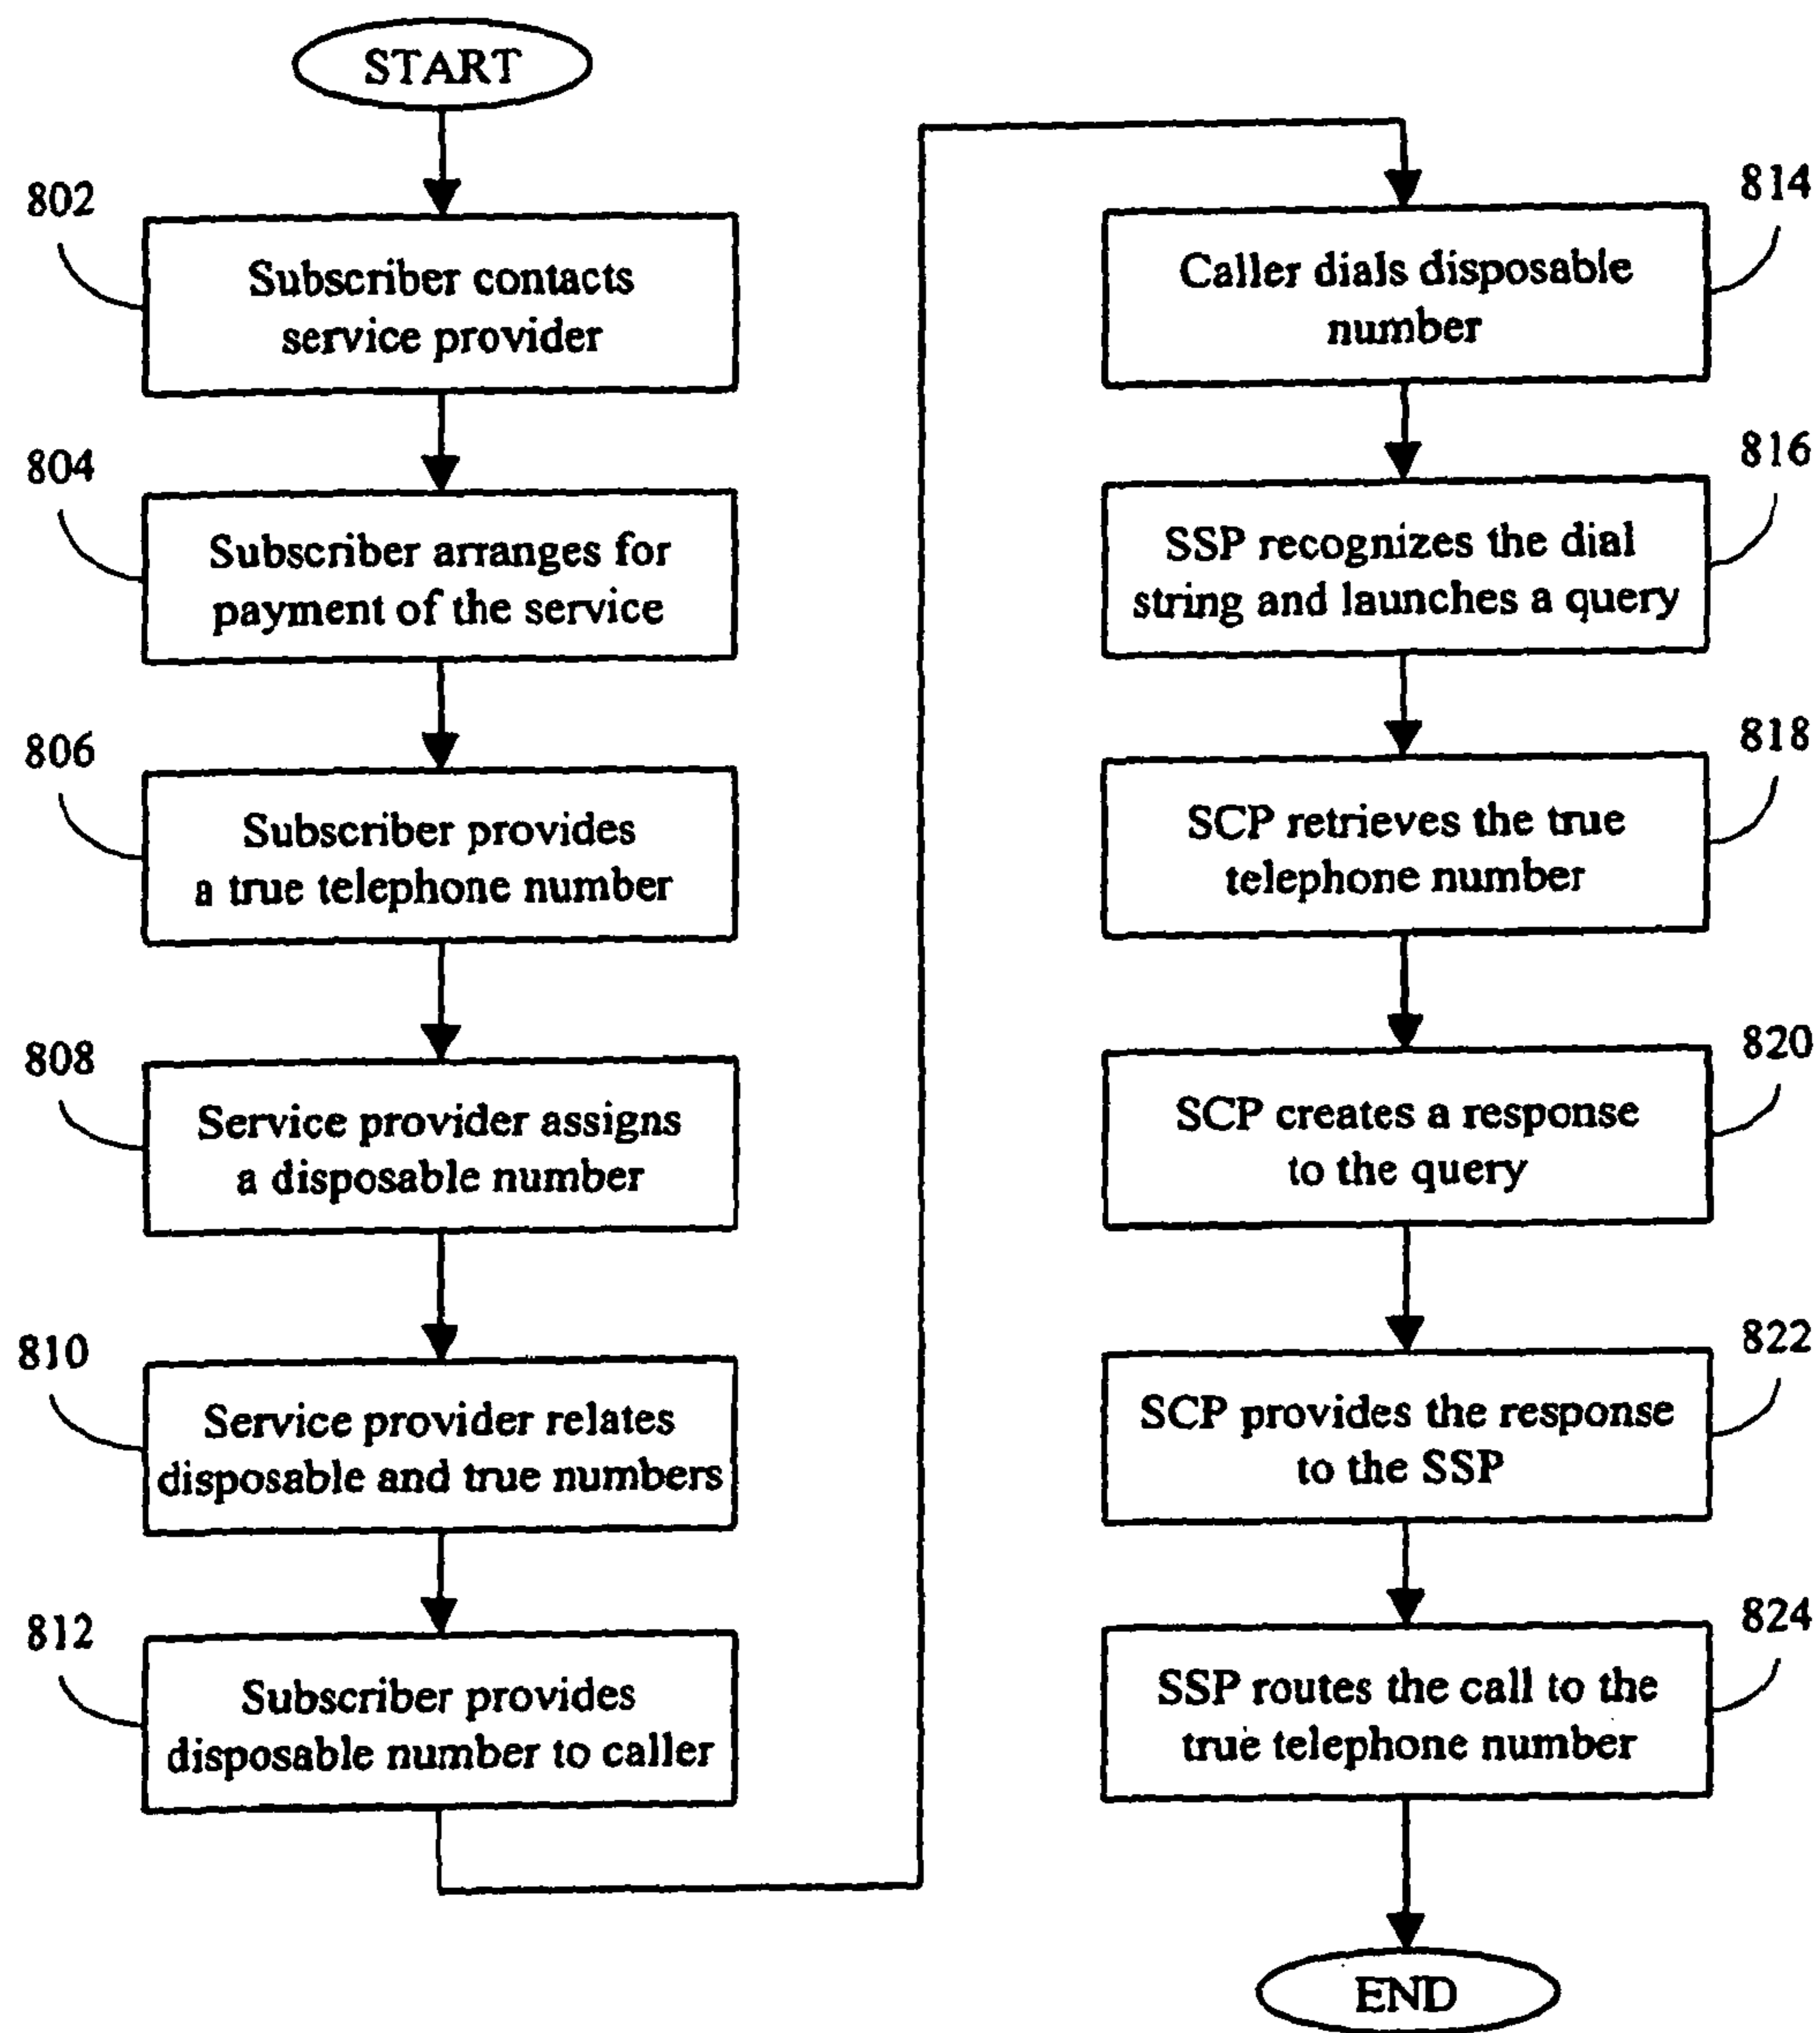 START
802
Subscriber contacts
service provider
804
Subscriber arranges for
payment of the service
806
Subscriber provides
a true telephone number
808
Service provider assigns
a disposable number
810
Service provider relates
disposable and true numbers
812
Subscriber provides
disposable number to caller
814
Caller dials disposable
number
816
SSP recognizes the dial
string and launches a query
818
SCP retrieves the true
telephone number
820
SCP creates a response
to the query
822
SCP provides the response
to the SSP
824
SSP routes the call to the
true telephone number
END